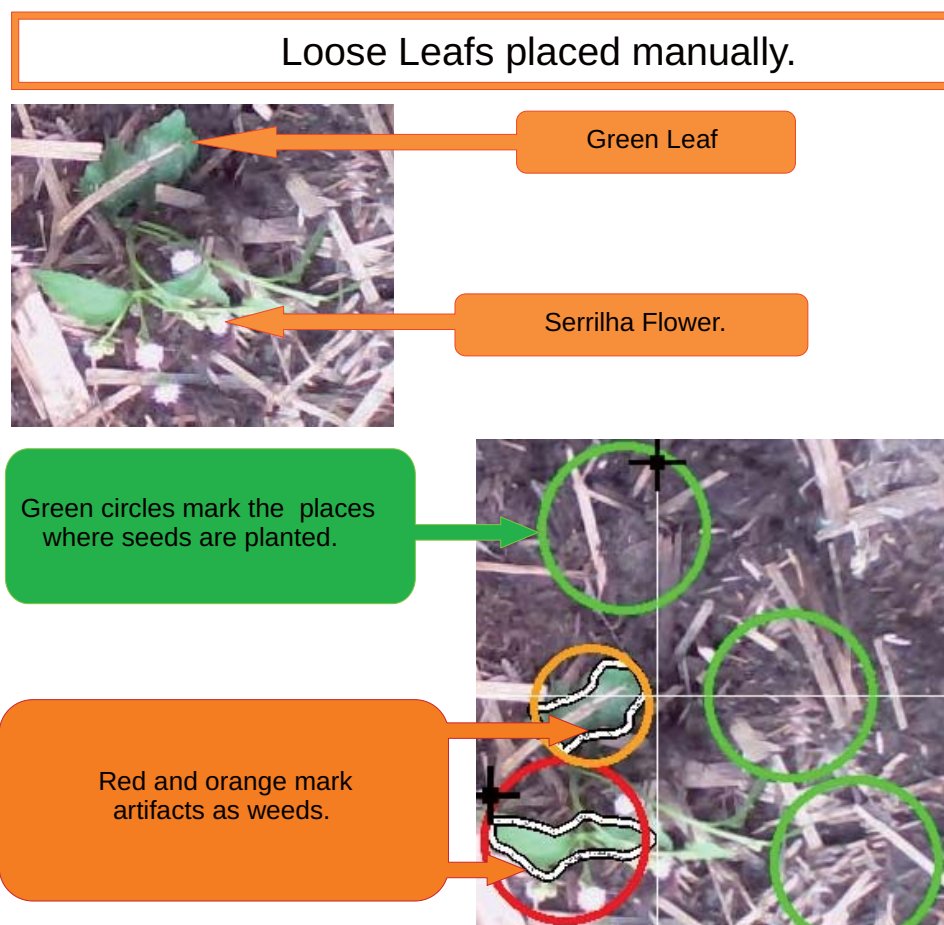 Loose Leafs placed manually.
Green Leaf
Serrilha Flower.
Green circles mark the places
where seeds are planted.
Red and orange mark
artifacts as weeds.